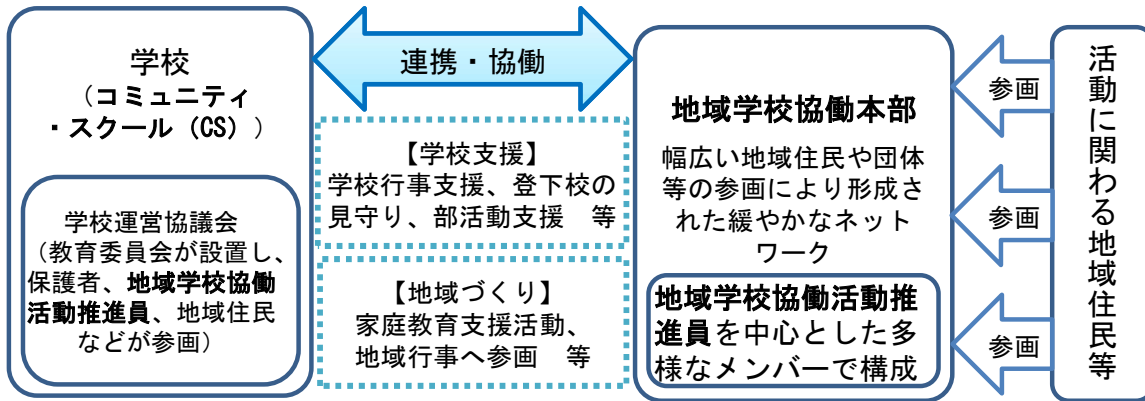 学校
（コミュニティ
・スクール（CS））
学校運営協議会
（教育委員会が設置し、
保護者、地域学校協働
活動推進員、地域住民
などが参画）
連携・協働
【学校支援】
学校行事支援、登下校の
見守り、部活動支援　等
【地域づくり】
家庭教育支援活動、
地域行事へ参画　等
地域学校協働本部
幅広い地域住民や団体
等の参画により形成さ
れた緩やかなネット
ワーク
地域学校協働活動推
進員を中心とした多
様なメンバーで構成
参画
参画
参画
活動に関わる地域住民等